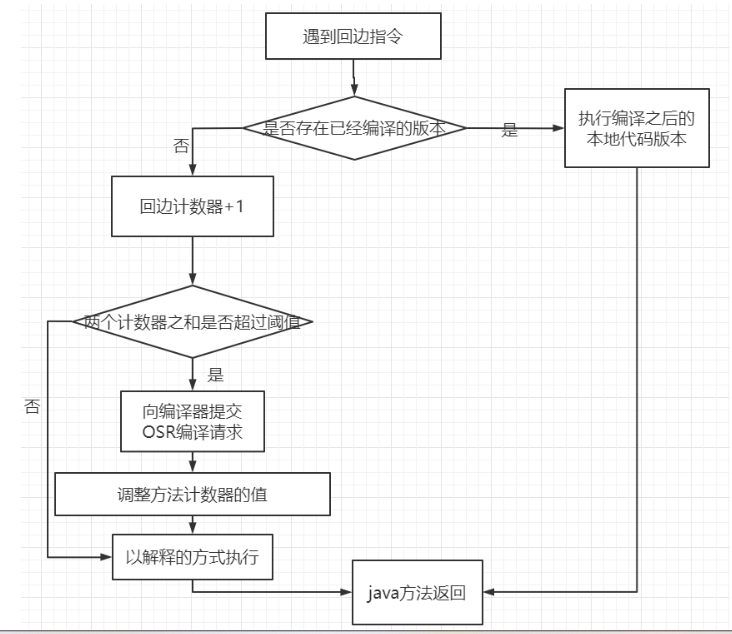 遇到回边指令
是否存在已经编译的版本
是
执行编译之后的
本地代码版本
否
回边计数器+1
两个计数器之和是否超过阈值
是
否
向编译器提交
OSR编译请求
调整方法计数器的值
以解释的方式执行
java方法返回